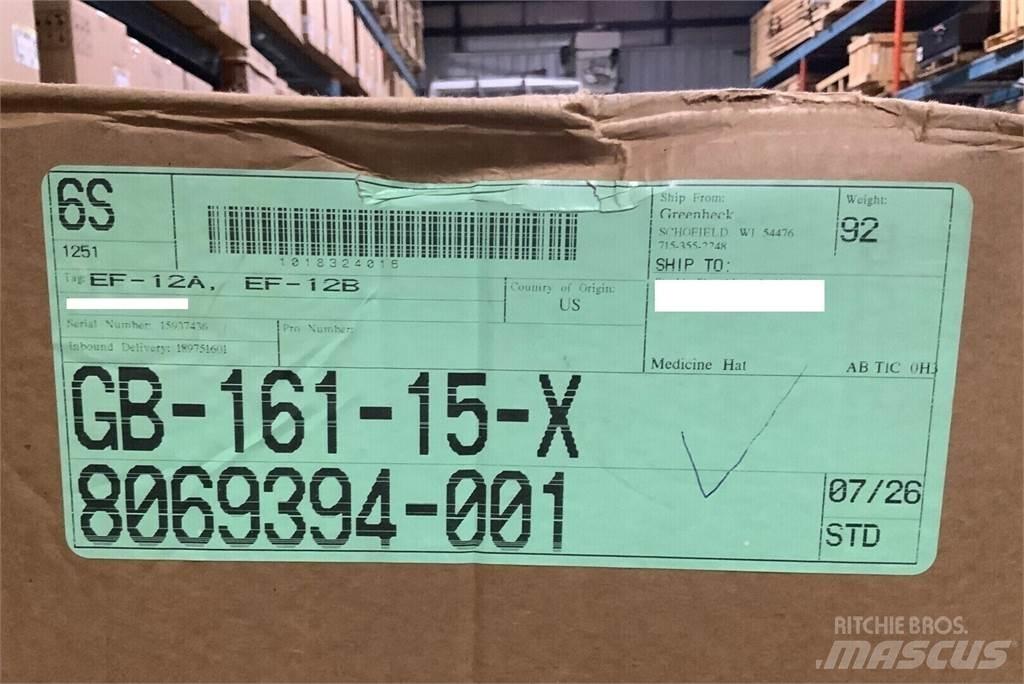 6S
1251
1018324016
Ship From:
Greenheck
SCHOFIELD, WI 54476
715-355-2248
Weight:
92
SHIP TO:
Tag: EF-12A, EF-12B
Country of Origin:
US
Serial Number: 15937436
Pro Number:
Inbound Delivery: 189751601
Medicine Hat AB T1C 0H3
GB-161-15-X
8069394-001
07/26
STD
RITCHIE BROS.
MASCUS